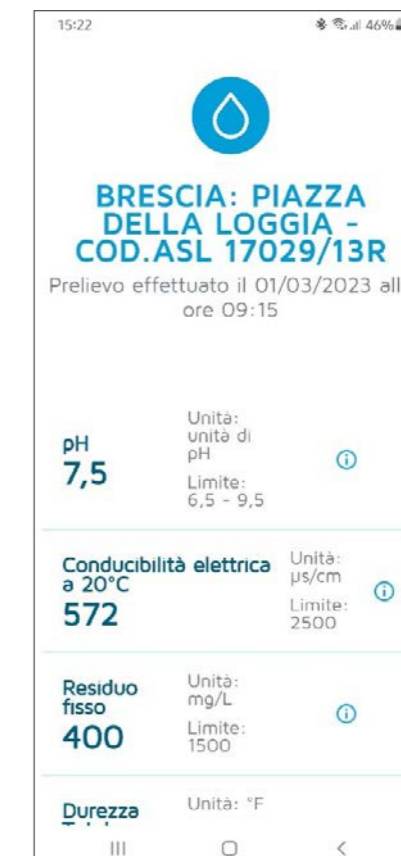 15:22 46%
BRESCIA: PIAZZA
DELLA LOGGIA -
COD.ASL 17029/13R
Prelievo effettuato il 01/03/2023 all
ore 09:15
pH
7,5
Unità:
unità di
pH
Limite:
6,5 - 9,5
Conducibilità elettrica
a 20°C
572
Unità:
µs/cm
Limite:
2500
Residuo
fisso
400
Unità:
mg/L
Limite:
1500
Durezza
Unità: °F